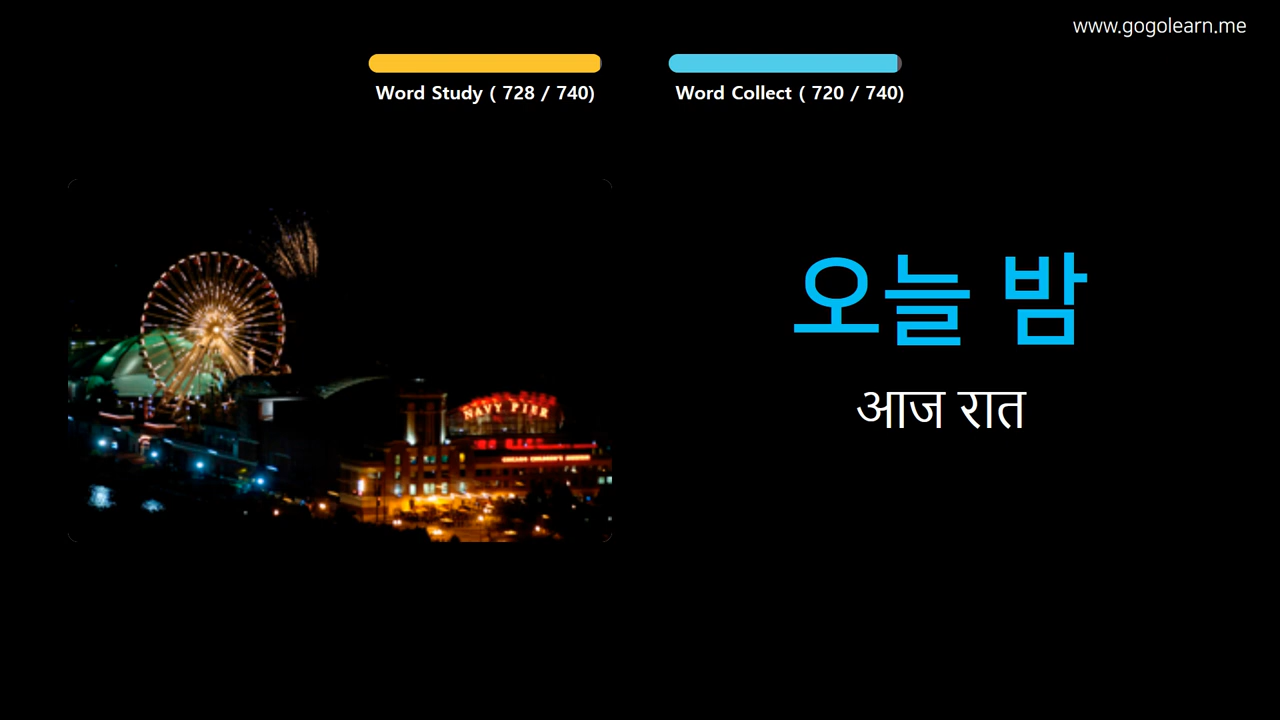 www.gogolearn.me
Word Study ( 728 / 740)
Word Collect ( 720 / 740)
오늘 밤
आज रात
NAVY PIER